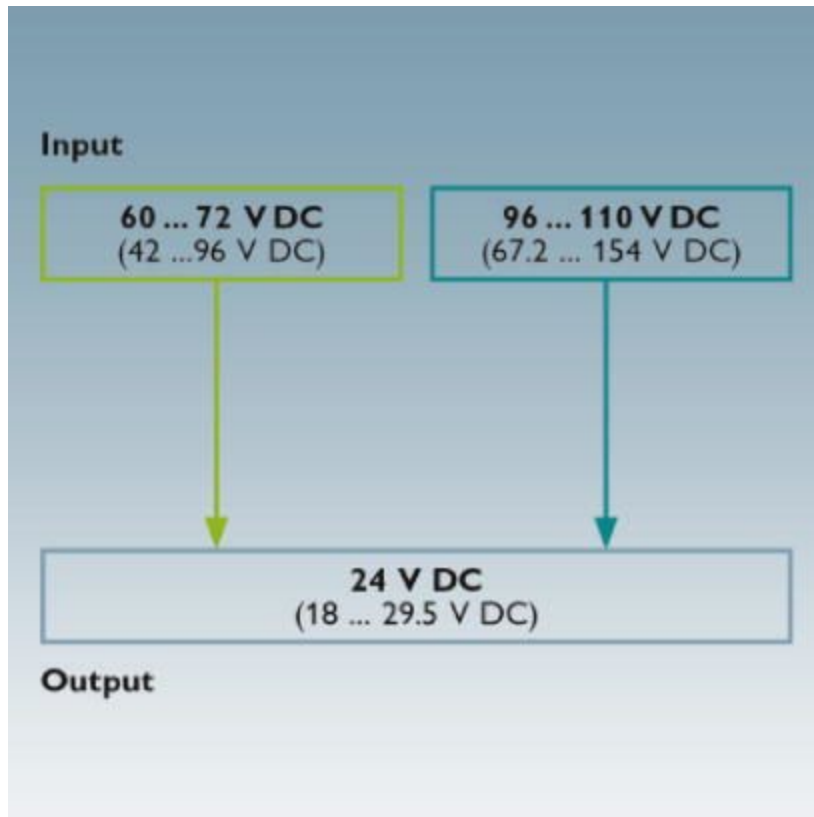 Input
60 ... 72 V DC
(42 ...96 V DC)
96 ... 110 V DC
(67.2 ... 154 V DC)
24 V DC
(18 ... 29.5 V DC)
Output